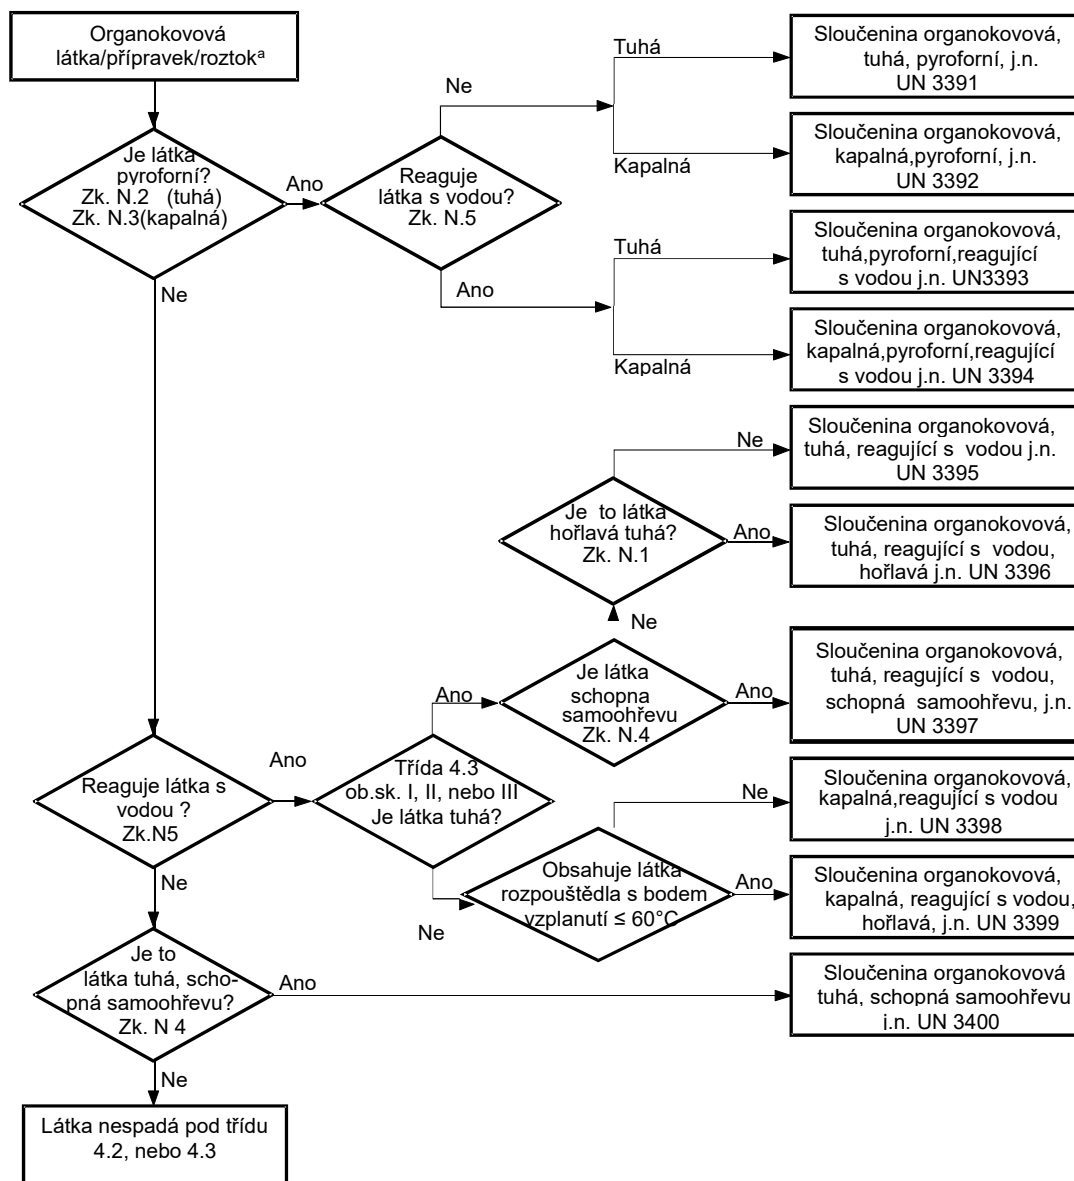 Organokovová
látka/přípravek/roztokᵃ
Je látka
pyroforní?
Zk. N.2 (tuhá)
Zk. N.3(kapalná)
Ano
Ne
Reaguje
látka s vodou?
Zk. N.5
Ne
Ano
Tuhá
Kapalná
Tuhá
Kapalná
Sloučenina organokovová,
tuhá, pyroforní, j.n.
UN 3391
Sloučenina organokovová,
kapalná,pyroforní, j.n.
UN 3392
Sloučenina organokovová,
tuhá,pyroforní,reagující
s vodou j.n. UN3393
Sloučenina organokovová,
kapalná,pyroforní,reagující
s vodou j.n. UN 3394
Ne
Sloučenina organokovová,
tuhá, reagující s vodou j.n.
UN 3395
Je to látka
hořlavá tuhá?
Zk. N.1
Ano
Sloučenina organokovová,
tuhá, reagující s vodou,
hořlavá j.n. UN 3396
Ne
Je látka
schopna
samoohřevu
Zk. N.4
Ano
Ano
Sloučenina organokovová,
tuhá, reagující s vodou,
schopná samoohřevu, j.n.
UN 3397
Reaguje látka s
vodou ?
Zk.N5
Ano
Třída 4.3
ob.sk. I, II, nebo III
Je látka tuhá?
Ne
Sloučenina organokovová,
kapalná,reagující s vodou
j.n. UN 3398
Ne
Ne
Obsahuje látka
rozpouštědla s bodem
vzplanutí ≤ 60°C
Ano
Sloučenina organokovová,
kapalná, reagující s vodou,
hořlavá, j.n. UN 3399
Je to
látka tuhá, scho-
pná samoohřevu?
Zk. N 4
Ano
Sloučenina organokovová
tuhá, schopná samoohřevu
j.n. UN 3400
Ne
Látka nespadá pod třídu
4.2, nebo 4.3